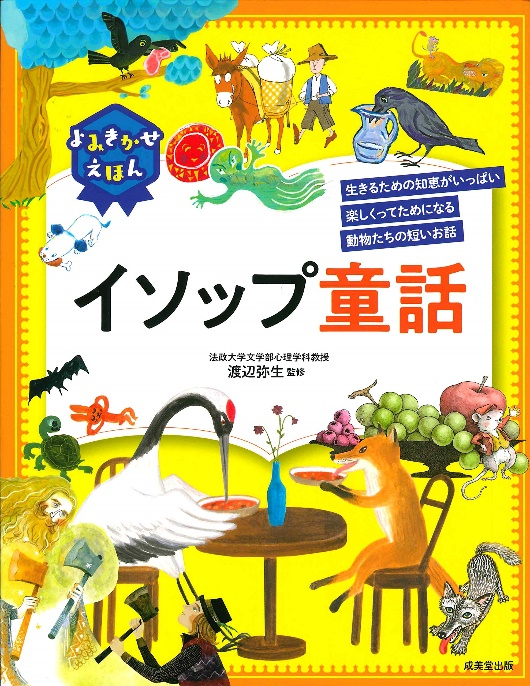 よみきかせ
えほん
生きるための知恵がいっぱい
楽しくってためになる
動物たちの短いお話
イソップ童話
法政大学文学部心理学科教授
渡辺弥生 監修
成美堂出版